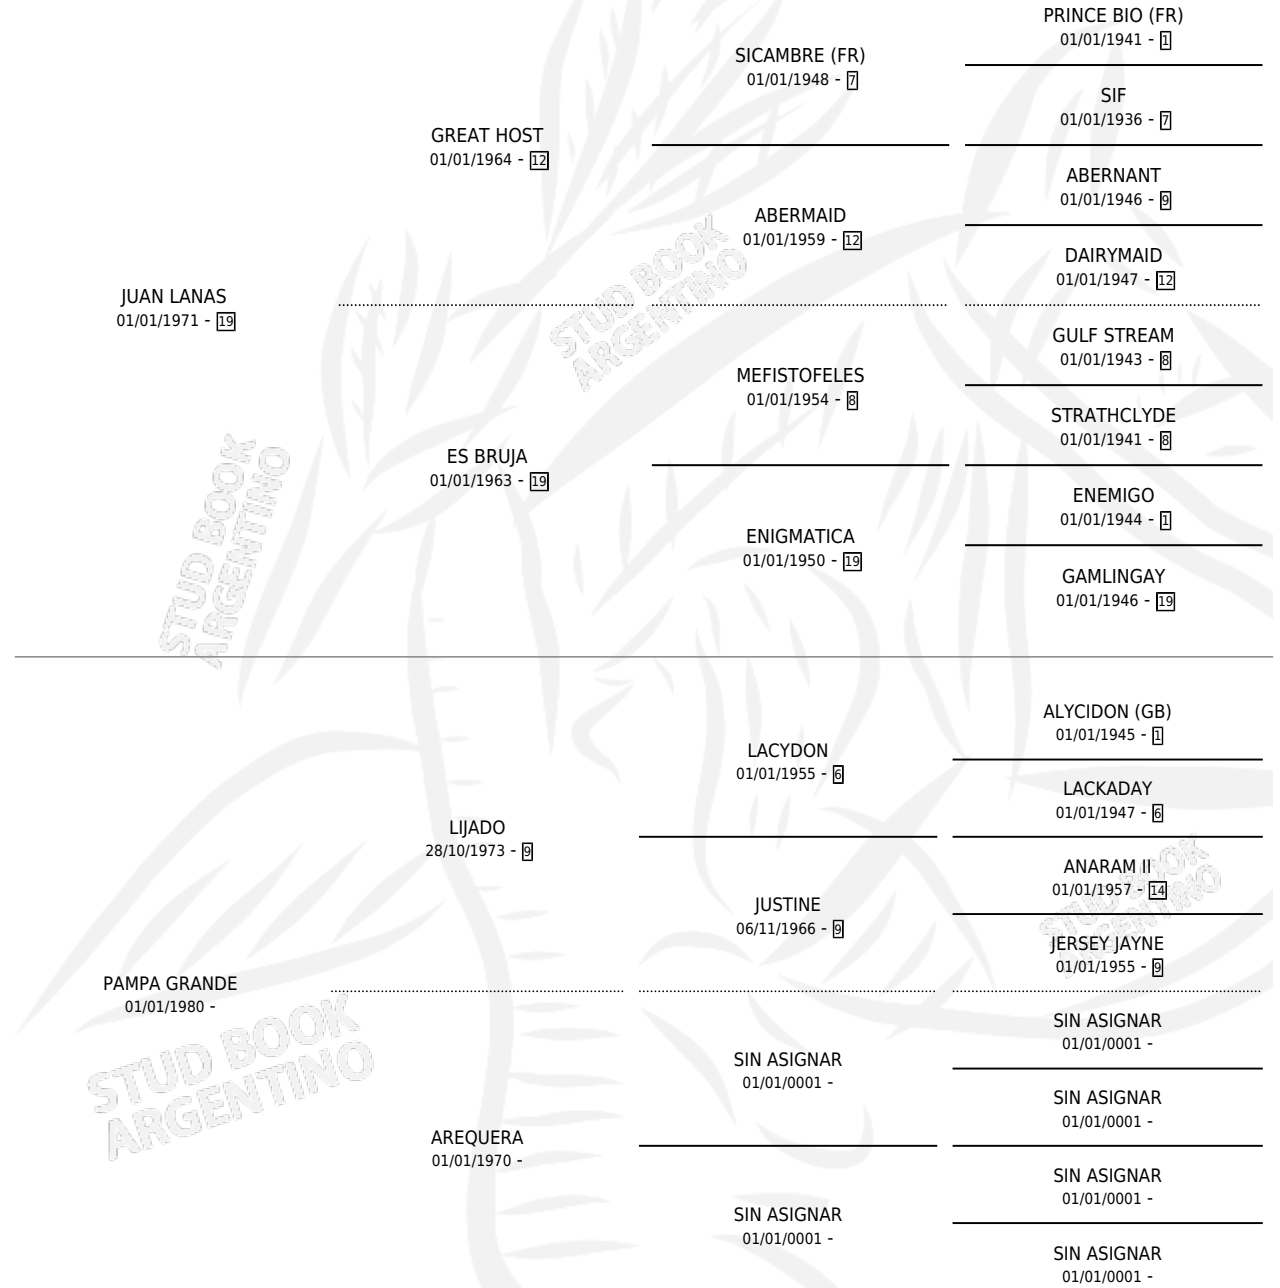 PRINCE BIO (FR)
01/01/1941 - 1
SICAMBRE (FR)
01/01/1948 - 7
SIF
01/01/1936 - 7
GREAT HOST
01/01/1964 - 12
ABERNANT
01/01/1946 - 9
ABERMAID
01/01/1959 - 12
DAIRYMAID
01/01/1947 - 12
JUAN LANAS
01/01/1971 - 19
STUD BOOK
ARGENTINO
GULF STREAM
01/01/1943 - 8
MEFISTOFELES
01/01/1954 - 8
STRATHCLYDE
01/01/1941 - 8
ES BRUJA
01/01/1963 - 19
ENEMIGO
01/01/1944 - 1
ENIGMATICA
01/01/1950 - 19
GAMLINGAY
01/01/1946 - 19
STUD BOOK
ARGENTINO
ALYCIDON (GB)
01/01/1945 - 1
LACYDON
01/01/1955 - 6
LACKADAY
01/01/1947 - 6
LIJADO
28/10/1973 - 9
ANARAM II
01/01/1957 - 14
JUSTINE
06/11/1966 - 9
STUD BOOK
ARGENTINO
JERSEY JAYNE
01/01/1955 - 9
PAMPA GRANDE
01/01/1980 -
SIN ASIGNAR
01/01/0001 -
SIN ASIGNAR
01/01/0001 -
STUD BOOK
ARGENTINO
SIN ASIGNAR
01/01/0001 -
AREQUERA
01/01/1970 -
SIN ASIGNAR
01/01/0001 -
SIN ASIGNAR
01/01/0001 -
SIN ASIGNAR
01/01/0001 -